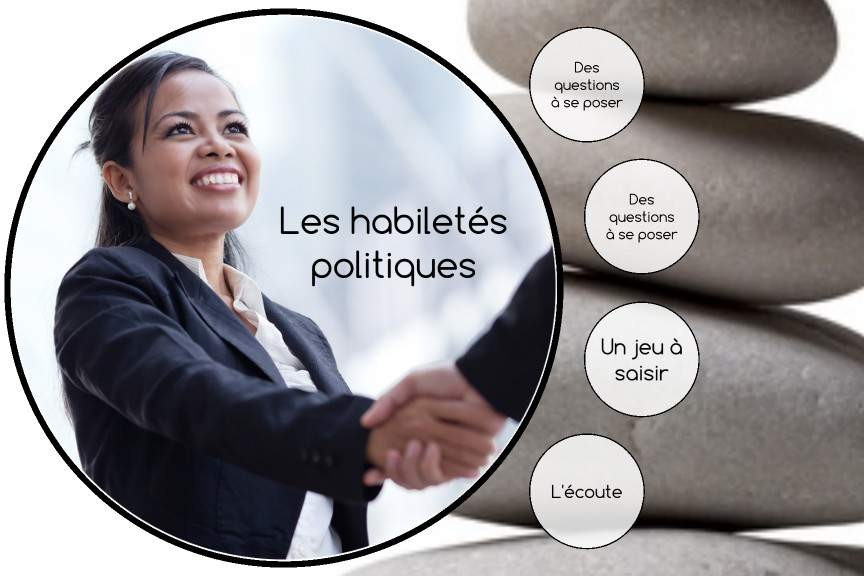 Les habiletés
politiques
Des
questions
à se poser
Des
questions
à se poser
Un jeu à
saisir
L'écoute